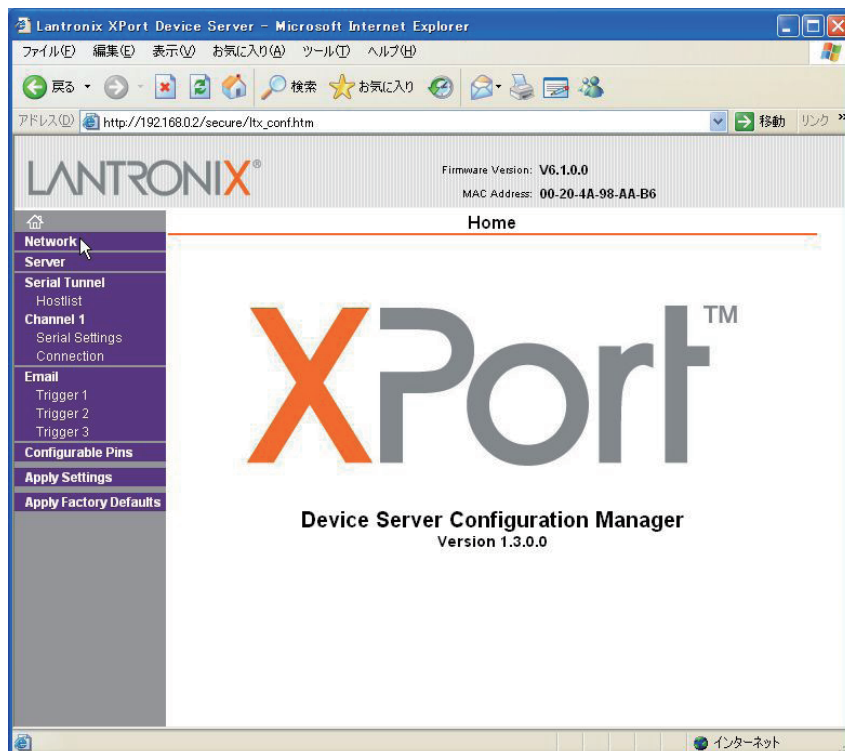 Lantronix XPort Device Server - Microsoft Internet Explorer
ファイル(F) 編集(E) 表示(V) お気に入り(A) ツール(T) ヘルプ(H)
戻る 検索 お気に入り
アドレス(D) http://192.168.0.2/secure/ltx_conf.htm 移動 リンク »
LANTRONIX®
Firmware Version: V6.1.0.0
MAC Address: 00-20-4A-98-AA-B6
Home
Network
Server
Serial Tunnel
Hostlist
Channel 1
Serial Settings
Connection
Email
Trigger 1
Trigger 2
Trigger 3
Configurable Pins
Apply Settings
Apply Factory Defaults
XPort™
Device Server Configuration Manager
Version 1.3.0.0
インターネット